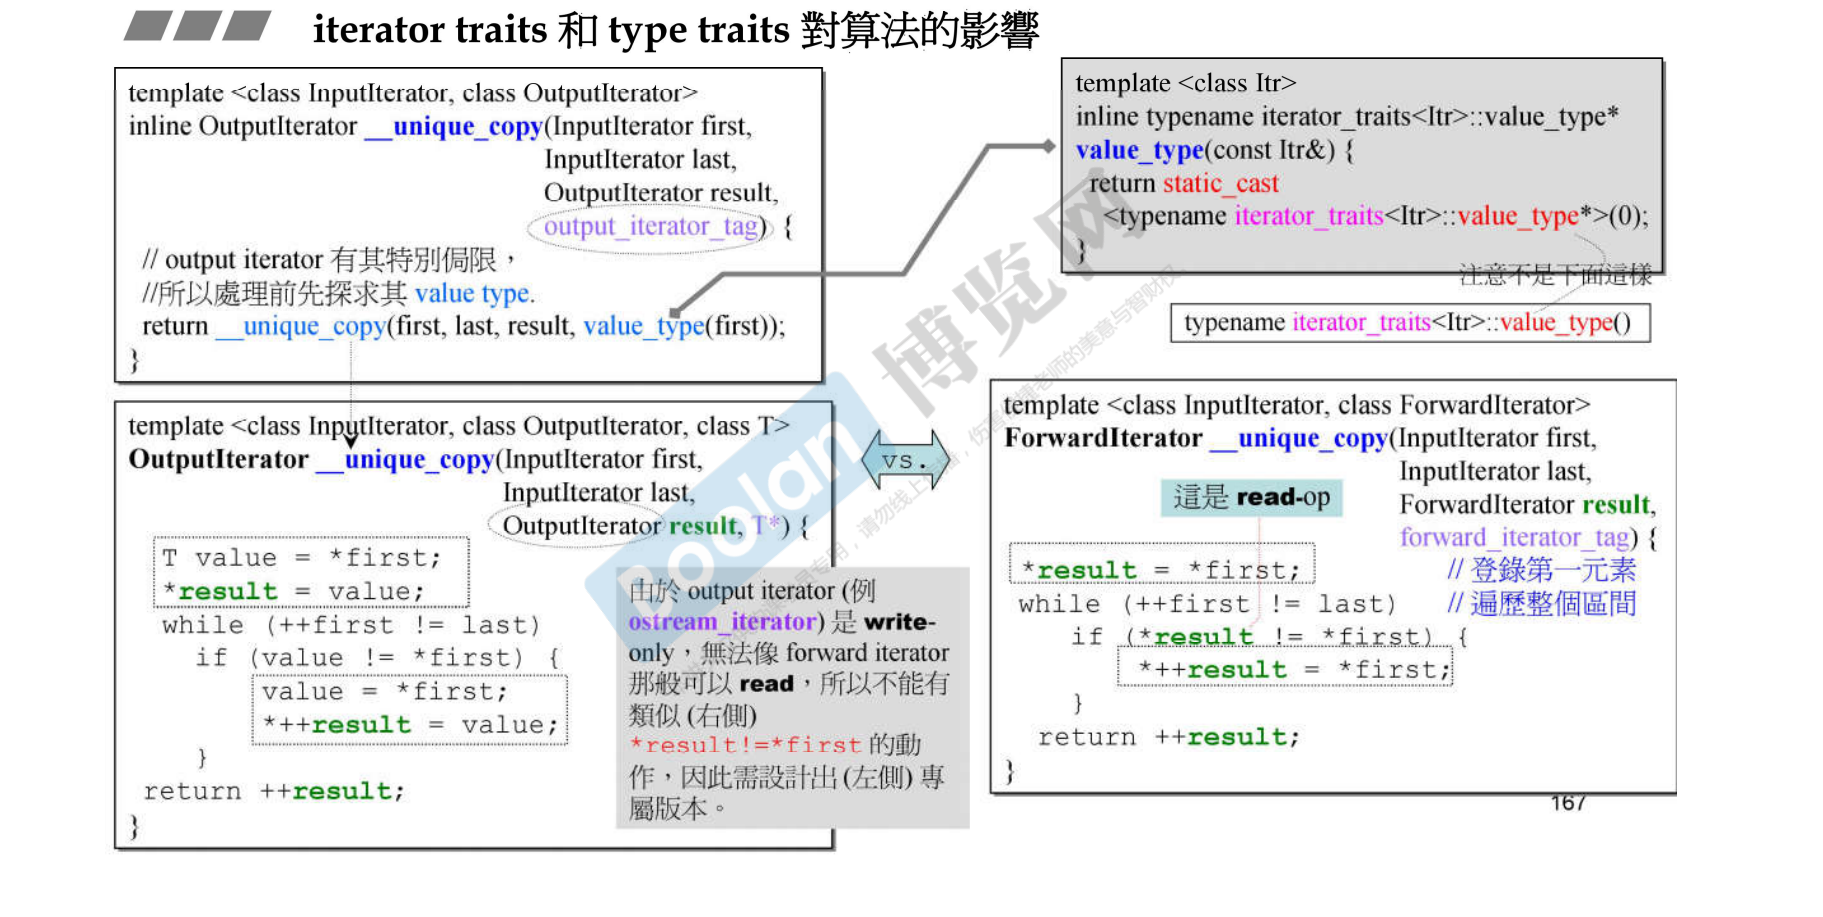 iterator traits 和 type traits 對算法的影響
template <class InputIterator, class OutputIterator>
inline OutputIterator __unique_copy(InputIterator first,
InputIterator last,
OutputIterator result,
output_iterator_tag) {
// output iterator 有其特別侷限，
//所以處理前先探求其 value type.
return __unique_copy(first, last, result, value_type(first));
}
template <class Itr>
inline typename iterator_traits<Itr>::value_type*
value_type(const Itr&) {
return static_cast
<typename iterator_traits<Itr>::value_type*>(0);
}
注意不是下面這樣
typename iterator_traits<Itr>::value_type()
template <class InputIterator, class OutputIterator, class T>
OutputIterator __unique_copy(InputIterator first,
InputIterator last,
OutputIterator result, T*) {
T value = *first;
*result = value;
while (++first != last)
if (value != *first) {
value = *first;
*++result = value;
}
return ++result;
}
由於 output iterator (例
ostream_iterator) 是 write-
only，無法像 forward iterator
那般可以 read，所以不能有
類似 (右側)
*result!=*first 的動
作，因此需設計出 (左側) 專
屬版本。
vs.
template <class InputIterator, class ForwardIterator>
ForwardIterator __unique_copy(InputIterator first,
InputIterator last,
ForwardIterator result,
forward_iterator_tag) {
這是 read-op
*result = *first; // 登錄第一元素
while (++first != last) // 遍歷整個區間
if (*result != *first) {
*++result = *first;
}
return ++result;
}
167
Boolan
博览网